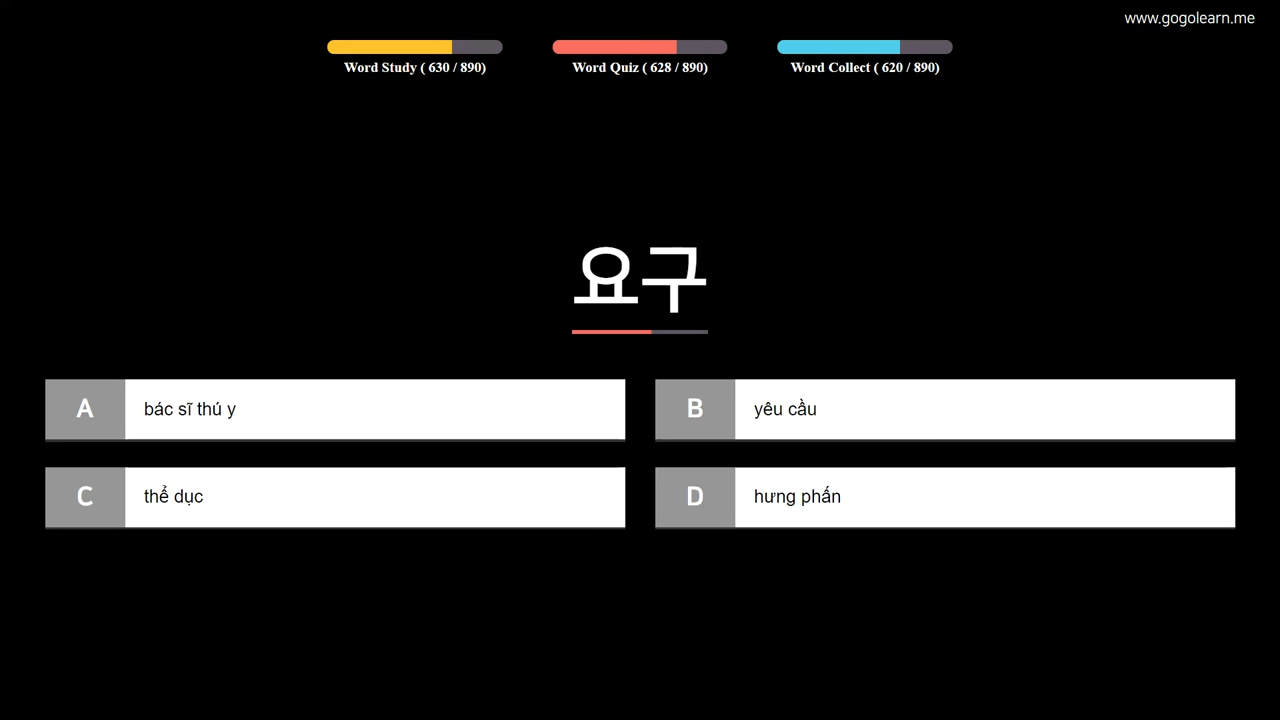 www.gogolearn.me
Word Study ( 630 / 890)
Word Quiz ( 628 / 890)
Word Collect ( 620 / 890)
요구
A bác sĩ thú y
B yêu cầu
C thể dục
D hưng phấn